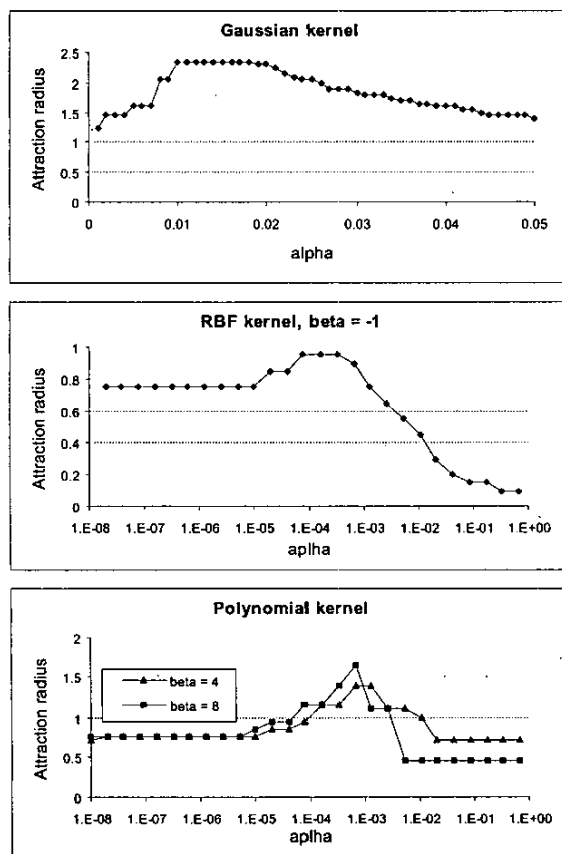 Gaussian kernel
Attraction radius
2.5
2
1.5
1
0.5
0
0 0.01 0.02 0.03 0.04 0.05
alpha
RBF kernel, beta = -1
Attraction radius
1
0.8
0.6
0.4
0.2
0
1.E-08 1.E-07 1.E-06 1.E-05 1.E-04 1.E-03 1.E-02 1.E-01 1.E+00
aplha
Polynomial kernel
Attraction radius
2
1.5
1
0.5
0
beta = 4
beta = 8
1.E-08 1.E-07 1.E-06 1.E-05 1.E-04 1.E-03 1.E-02 1.E-01 1.E+00
aplha